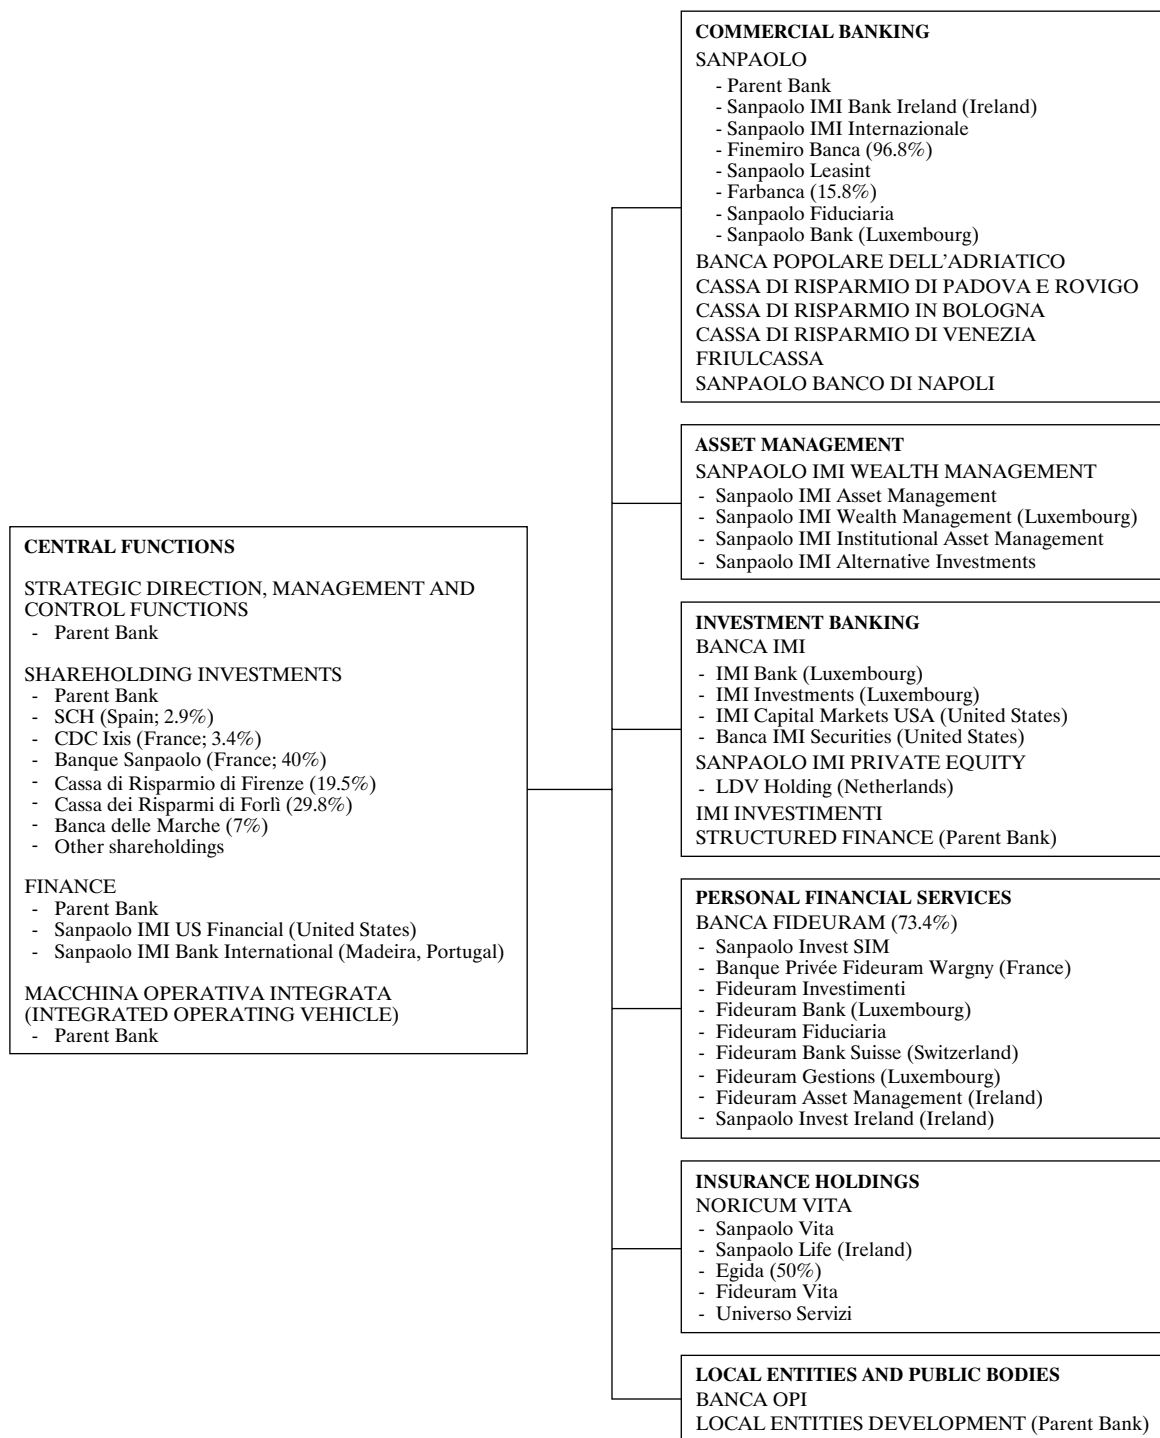 CENTRAL FUNCTIONS
STRATEGIC DIRECTION, MANAGEMENT AND
CONTROL FUNCTIONS
- Parent Bank
SHAREHOLDING INVESTMENTS
- Parent Bank
- SCH (Spain; 2.9%)
- CDC Ixis (France; 3.4%)
- Banque Sanpaolo (France; 40%)
- Cassa di Risparmio di Firenze (19.5%)
- Cassa dei Risparmi di Forlì (29.8%)
- Banca delle Marche (7%)
- Other shareholdings
FINANCE
- Parent Bank
- Sanpaolo IMI US Financial (United States)
- Sanpaolo IMI Bank International (Madeira, Portugal)
MACCHINA OPERATIVA INTEGRATA
(INTEGRATED OPERATING VEHICLE)
- Parent Bank
COMMERCIAL BANKING
SANPAOLO
- Parent Bank
- Sanpaolo IMI Bank Ireland (Ireland)
- Sanpaolo IMI Internazionale
- Finemiro Banca (96.8%)
- Sanpaolo Leasint
- Farbanca (15.8%)
- Sanpaolo Fiduciaria
- Sanpaolo Bank (Luxembourg)
BANCA POPOLARE DELL’ADRIATICO
CASSA DI RISPARMIO DI PADOVA E ROVIGO
CASSA DI RISPARMIO IN BOLOGNA
CASSA DI RISPARMIO DI VENEZIA
FRIULCASSA
SANPAOLO BANCO DI NAPOLI
ASSET MANAGEMENT
SANPAOLO IMI WEALTH MANAGEMENT
- Sanpaolo IMI Asset Management
- Sanpaolo IMI Wealth Management (Luxembourg)
- Sanpaolo IMI Institutional Asset Management
- Sanpaolo IMI Alternative Investments
INVESTMENT BANKING
BANCA IMI
- IMI Bank (Luxembourg)
- IMI Investments (Luxembourg)
- IMI Capital Markets USA (United States)
- Banca IMI Securities (United States)
SANPAOLO IMI PRIVATE EQUITY
- LDV Holding (Netherlands)
IMI INVESTIMENTI
STRUCTURED FINANCE (Parent Bank)
PERSONAL FINANCIAL SERVICES
BANCA FIDEURAM (73.4%)
- Sanpaolo Invest SIM
- Banque Privée Fideuram Wargny (France)
- Fideuram Investimenti
- Fideuram Bank (Luxembourg)
- Fideuram Fiduciaria
- Fideuram Bank Suisse (Switzerland)
- Fideuram Gestions (Luxembourg)
- Fideuram Asset Management (Ireland)
- Sanpaolo Invest Ireland (Ireland)
INSURANCE HOLDINGS
NORICUM VITA
- Sanpaolo Vita
- Sanpaolo Life (Ireland)
- Egida (50%)
- Fideuram Vita
- Universo Servizi
LOCAL ENTITIES AND PUBLIC BODIES
BANCA OPI
LOCAL ENTITIES DEVELOPMENT (Parent Bank)